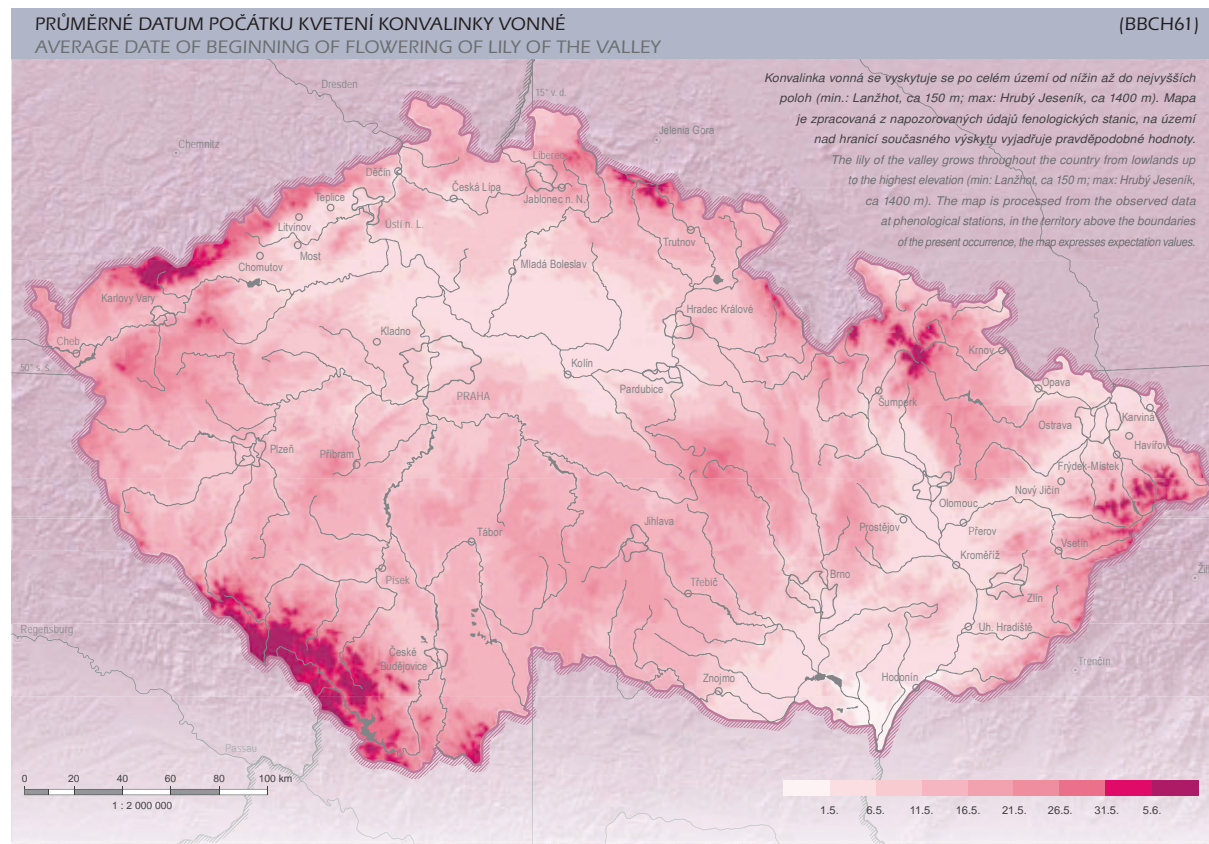 PRŮMĚRNÉ DATUM POČÁTKU KVETENÍ KONVALINKY VONNÉ
(BBCH61)
AVERAGE DATE OF BEGINNING OF FLOWERING OF LILY OF THE VALLEY
Konvalinka vonná se vyskytuje se po celém území od nížin až do nejvyšších
poloh (min.: Lanžhot, ca 150 m; max: Hrubý Jeseník, ca 1400 m). Mapa
je zpracovaná z napozorovaných údajů fenologických stanic, na území
nad hranicí současného výskytu vyjadřuje pravděpodobné hodnoty.
The lily of the valley grows throughout the country from lowlands up
to the highest elevation (min: Lanžhot, ca 150 m; max: Hrubý Jeseník,
ca 1400 m). The map is processed from the observed data
at phenological stations, in the territory above the boundaries
of the present occurrence, the map expresses expectation values.
Dresden
15° v. d.
Jelenia Gora
Chemnitz
Liberec
Děčín
Česká Lípa
Jablonec n. N.
Teplice
Litvínov
Ústí n. L.
Trutnov
Most
Chomutov
Mladá Boleslav
Karlovy Vary
Hradec Králové
Kladno
Cheb
Krnov
50° s. š.
Kolín
Pardubice
Opava
PRAHA
Šumperk
Karviná
Ostrava
Havířov
Plzeň
Příbram
Frýdek-Místek
Nový Jičín
Olomouc
Jihlava
Prostějov
Přerov
Tábor
Vsetín
Kroměříž
Písek
Třebíč
Brno
Zlín
Regensburg
Uh. Hradiště
České
Budějovice
Trenčín
Znojmo
Hodonín
Passau
0 20 40 60 80 100 km
1 : 2 000 000
1.5. 6.5. 11.5. 16.5. 21.5. 26.5. 31.5. 5.6.